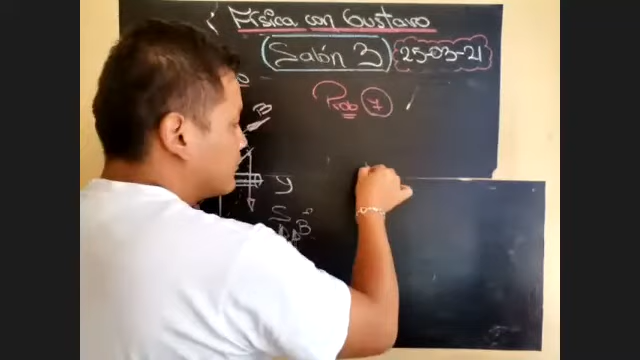 Física con Gustavo
Salón 3 25-03-21
Prob 7
B
y
B